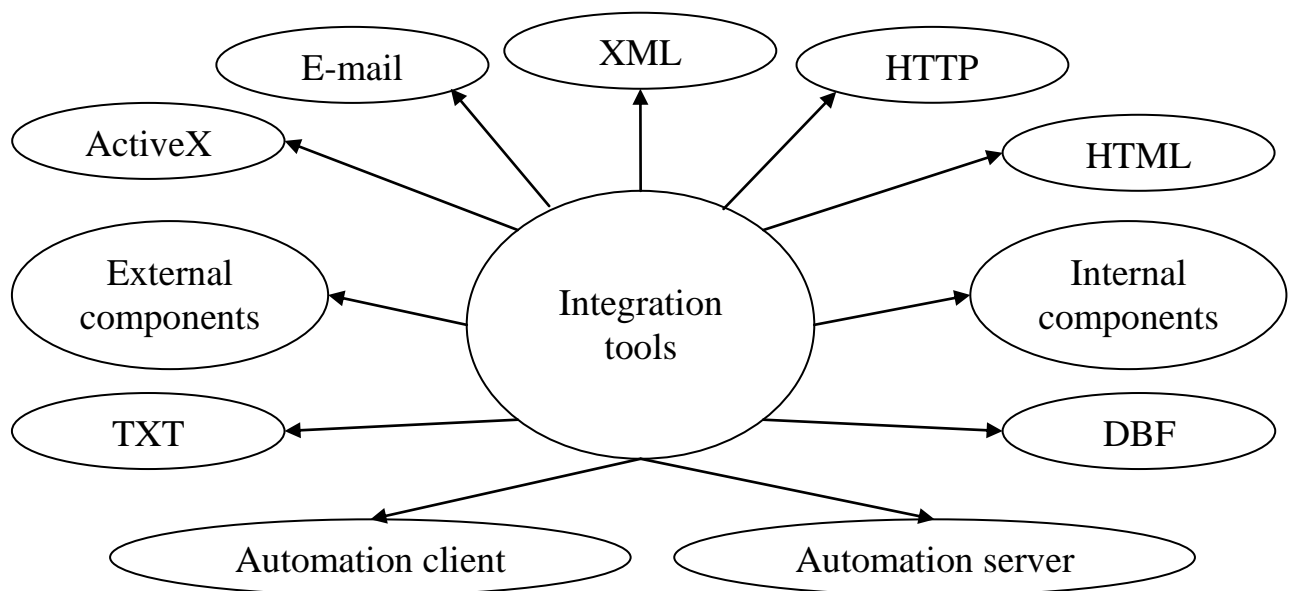 XML
E-mail
HTTP
ActiveX
HTML
External
components
Integration
tools
Internal
components
TXT
DBF
Automation client
Automation server